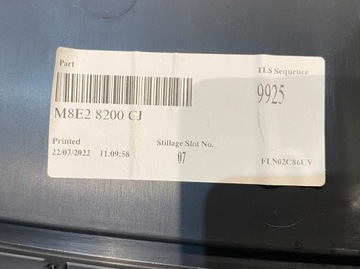 Part
TLS Sequence
9925
M8E2 8200 CJ
Printed
Stillage Slot No.
22/07/2022 11:09:58
07
FLN02C86UV